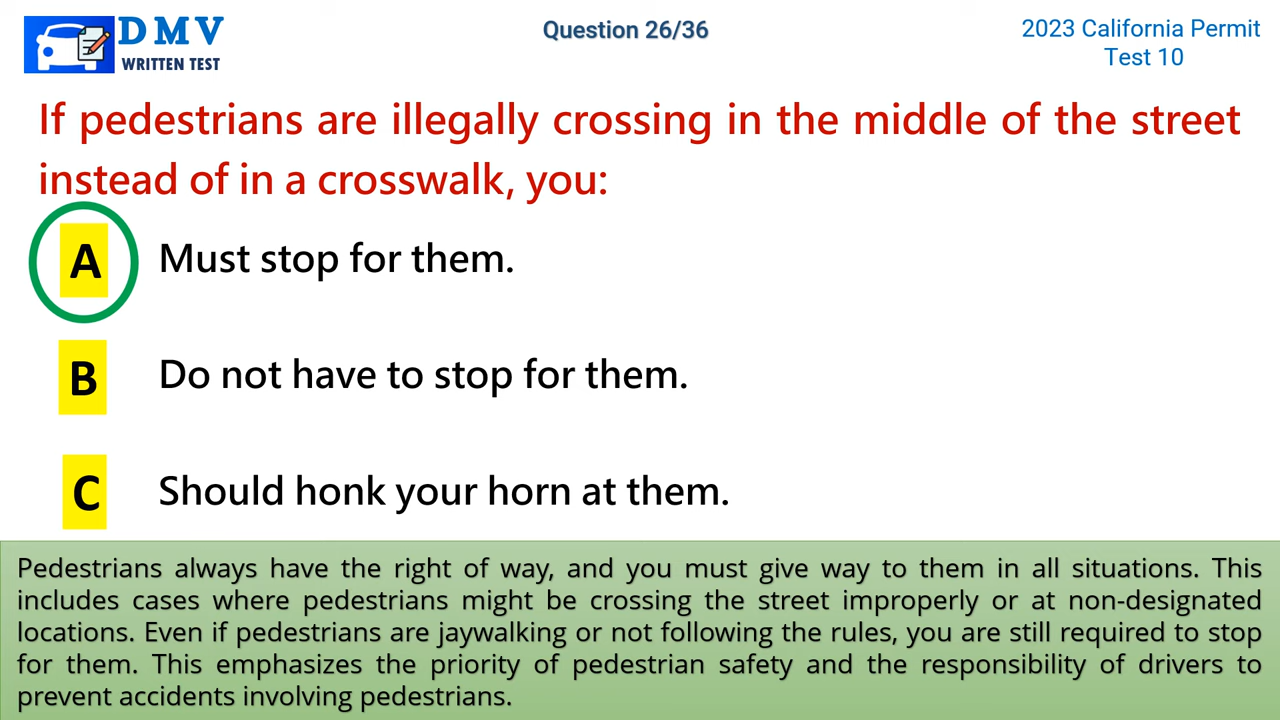 DMV
WRITTEN TEST
Question 26/36
2023 California Permit
Test 10
If pedestrians are illegally crossing in the middle of the street
instead of in a crosswalk, you:
A Must stop for them.
B Do not have to stop for them.
C Should honk your horn at them.
Pedestrians always have the right of way, and you must give way to them in all situations. This
includes cases where pedestrians might be crossing the street improperly or at non-designated
locations. Even if pedestrians are jaywalking or not following the rules, you are still required to stop
for them. This emphasizes the priority of pedestrian safety and the responsibility of drivers to
prevent accidents involving pedestrians.